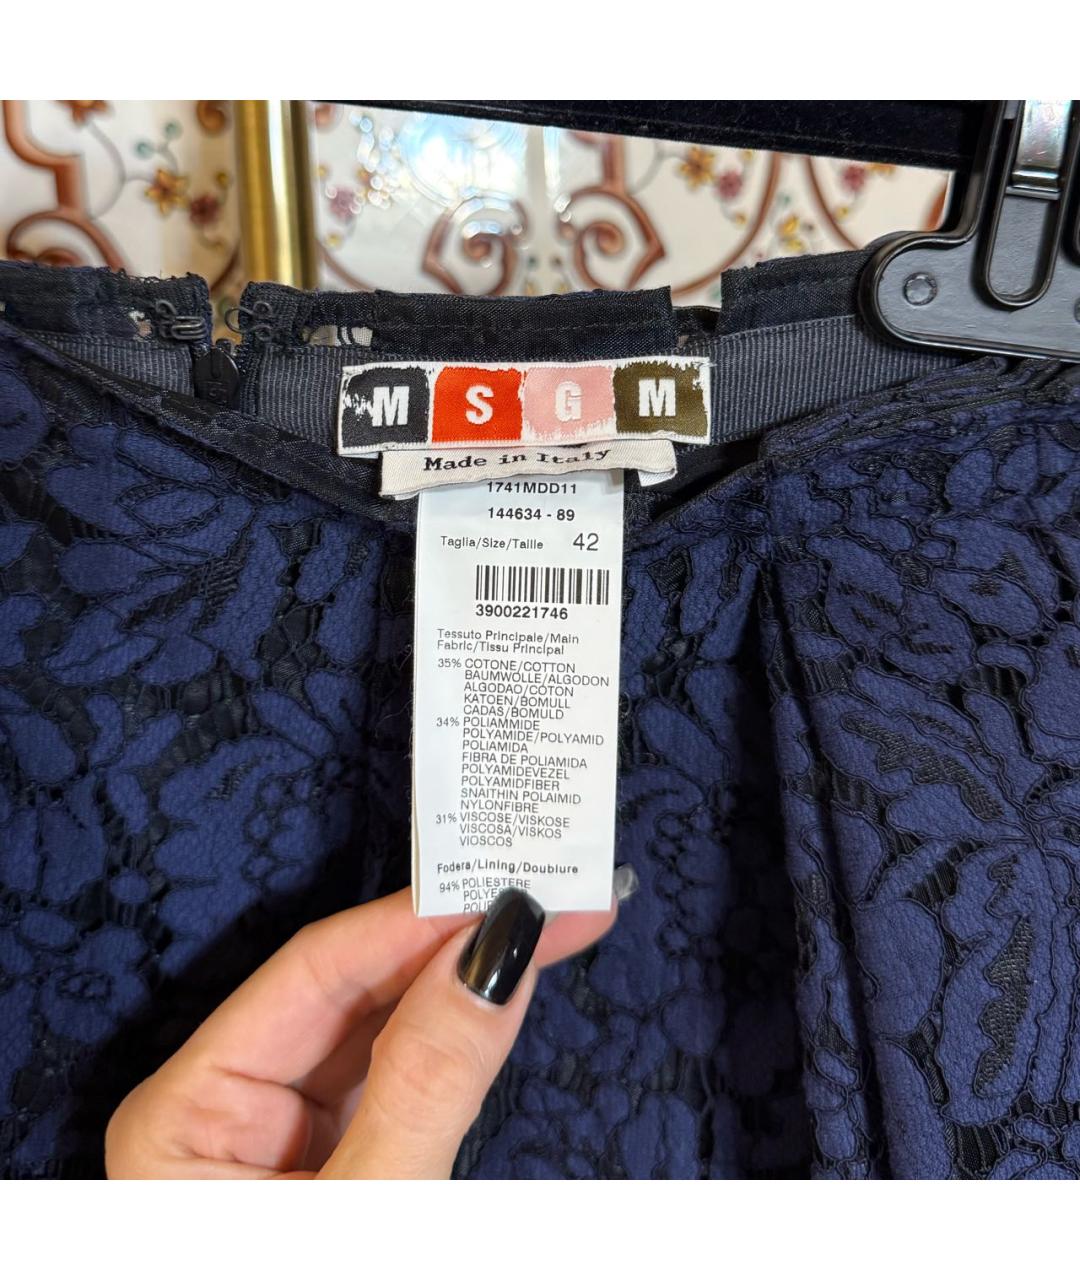 MSGM
Made in Italy
1741MDD11
144634 - 89
Taglia/Size/Taille 42
3900221746
Tessuto Principale/Main
Fabric/Tissu Principal
35% COTONE/COTTON
BAUMWOLLE/ALGODON
ALGODAO/COTON
KATOEN/BOMULL
CADAS/BOMULD
34% POLIAMMIDE
POLYAMIDE/POLYAMID
POLIAMIDA
FIBRA DE POLIAMIDA
POLYAMIDEVEZEL
POLYAMIDFIBER
SNAITHIN POLAIMID
NYLONFIBRE
31% VISCOSE/VISKOSE
VISCOSA/VISKOS
VIOSCOS
Fodera/Lining/Doublure
94% POLIESTERE